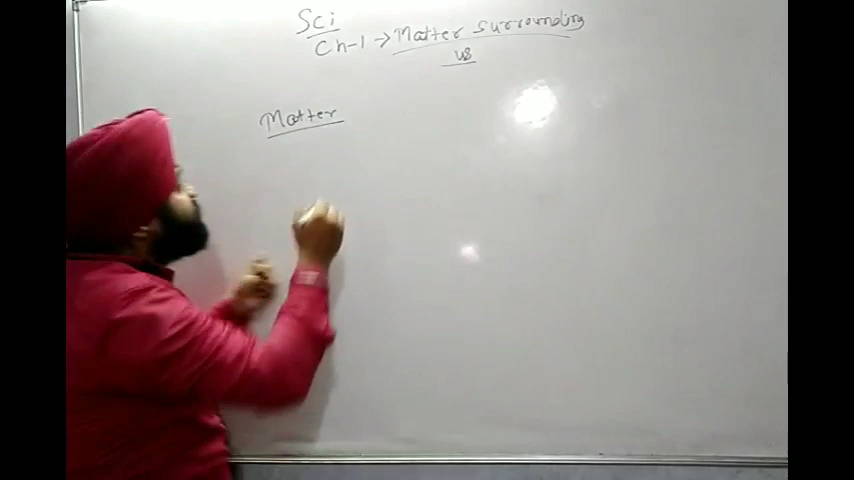 Sci
Ch-1 → Matter surrounding
us
Matter